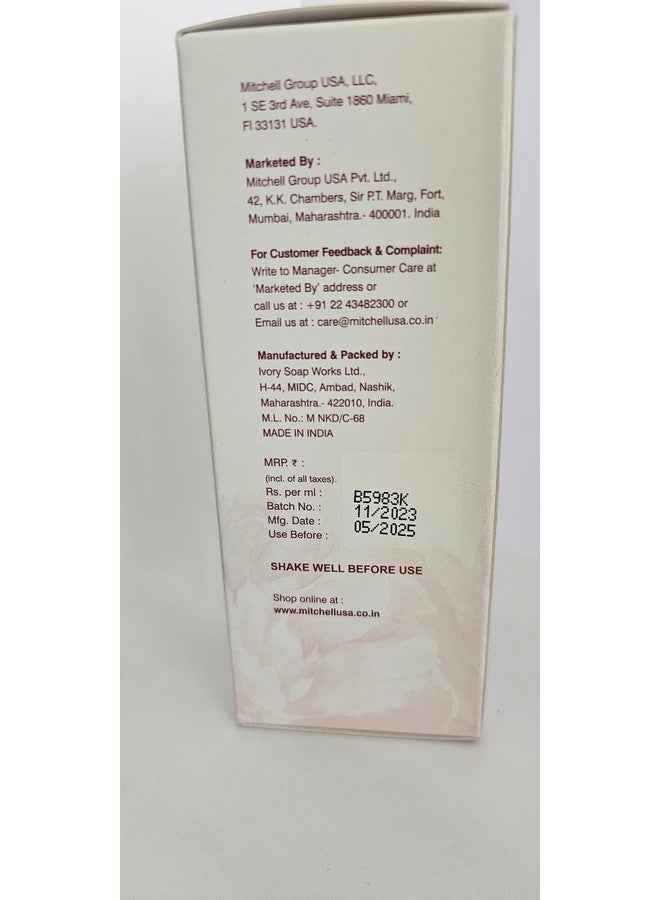 Mitchell Group USA, LLC,
1 SE 3rd Ave, Suite 1860 Miami,
Fl 33131 USA.
Marketed By :
Mitchell Group USA Pvt. Ltd.,
42, K.K. Chambers, Sir P.T. Marg, Fort,
Mumbai, Maharashtra.- 400001. India
For Customer Feedback & Complaint:
Write to Manager- Consumer Care at
'Marketed By' address or
call us at : +91 22 43482300 or
Email us at : care@mitchellusa.co.in
Manufactured & Packed by :
Ivory Soap Works Ltd.,
H-44, MIDC, Ambad, Nashik,
Maharashtra.- 422010, India.
M.L. No.: M NKD/C-68
MADE IN INDIA
MRP. ₹ :
(incl. of all taxes).
Rs. per ml :
Batch No. : B5983K
Mfg. Date : 11/2023
Use Before : 05/2025
SHAKE WELL BEFORE USE
Shop online at :
www.mitchellusa.co.in